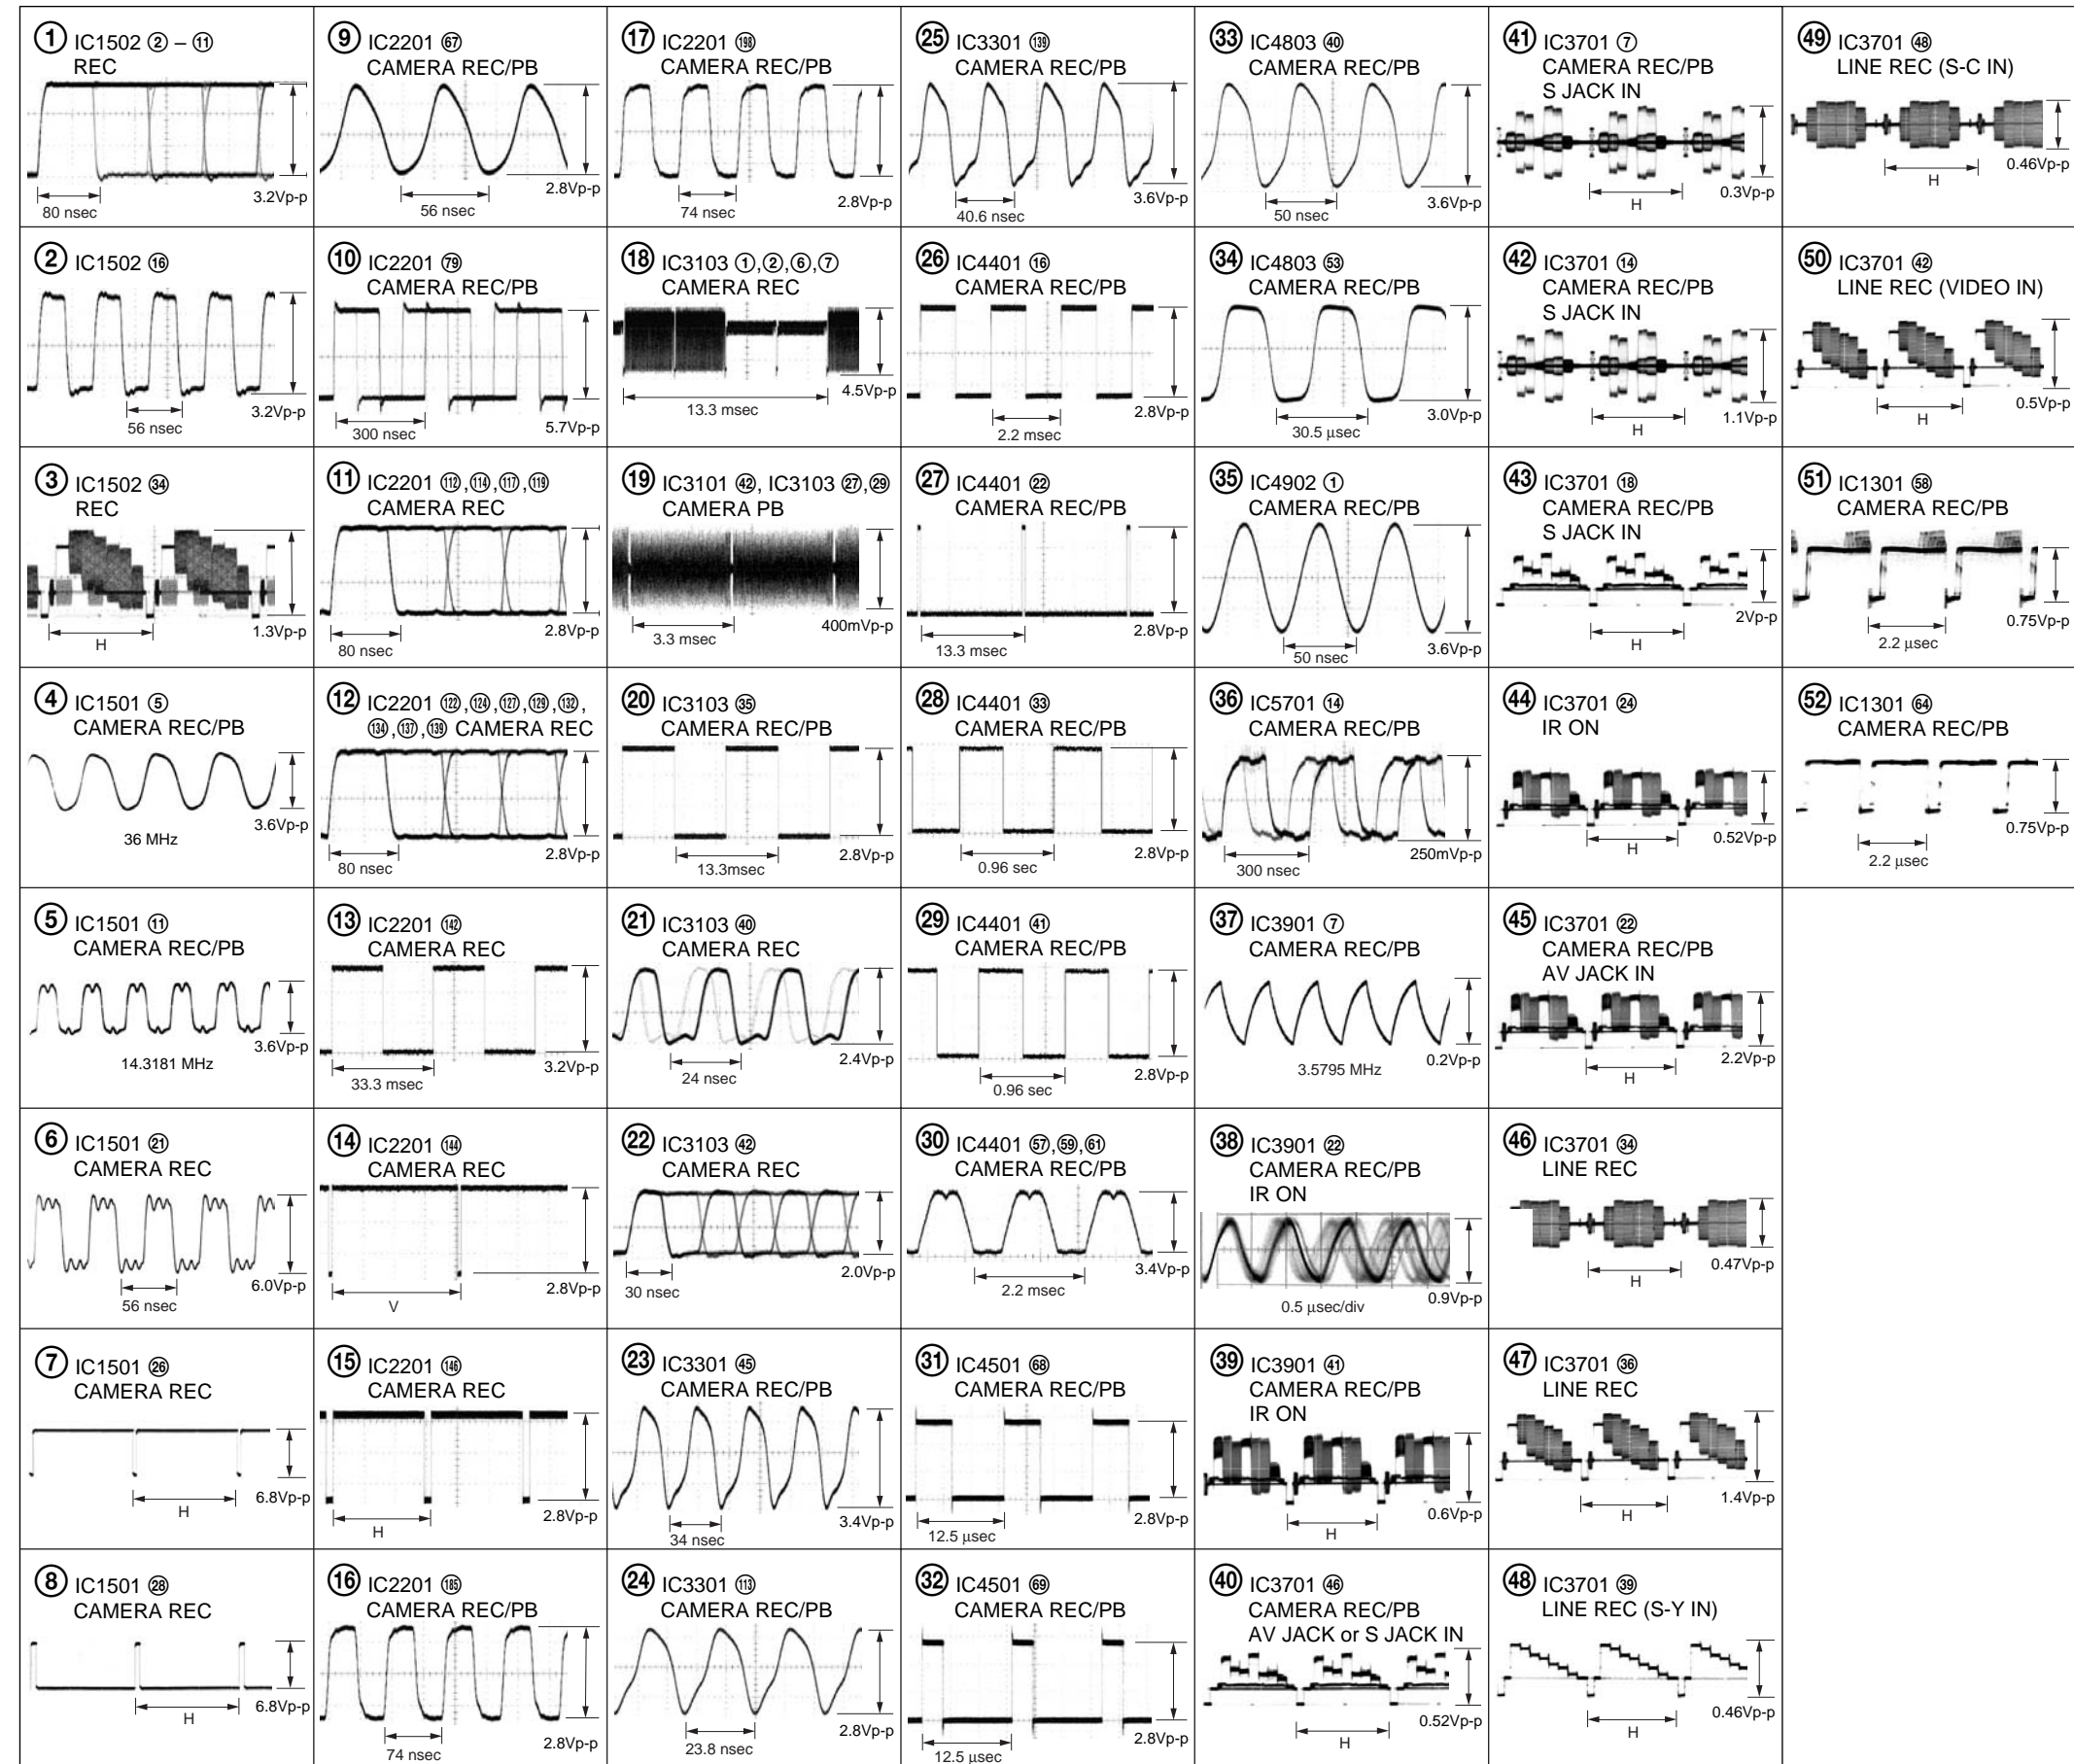 ① IC1502 ② – ⑪
REC
3.2Vp-p
80 nsec
② IC1502 ⑯
3.2Vp-p
56 nsec
③ IC1502 ㉞
REC
1.3Vp-p
H
④ IC1501 ⑤
CAMERA REC/PB
3.6Vp-p
36 MHz
⑤ IC1501 ⑪
CAMERA REC/PB
3.6Vp-p
14.3181 MHz
⑥ IC1501 ㉑
CAMERA REC
6.0Vp-p
56 nsec
⑦ IC1501 ㉖
CAMERA REC
6.8Vp-p
H
⑧ IC1501 ㉘
CAMERA REC
6.8Vp-p
H
⑨ IC2201 67
CAMERA REC/PB
2.8Vp-p
56 nsec
⑩ IC2201 79
CAMERA REC/PB
5.7Vp-p
300 nsec
⑪ IC2201 112, 114, 117, 119
CAMERA REC
2.8Vp-p
80 nsec
⑫ IC2201 122, 124, 127, 129, 132,
134, 137, 139 CAMERA REC
2.8Vp-p
80 nsec
⑬ IC2201 142
CAMERA REC
3.2Vp-p
33.3 msec
⑭ IC2201 144
CAMERA REC
2.8Vp-p
V
⑮ IC2201 146
CAMERA REC
2.8Vp-p
H
⑯ IC2201 185
CAMERA REC/PB
2.8Vp-p
74 nsec
⑰ IC2201 198
CAMERA REC/PB
2.8Vp-p
74 nsec
⑱ IC3103 ①,②,⑥,⑦
CAMERA REC
4.5Vp-p
13.3 msec
⑲ IC3101 ㊷, IC3103 ㉗,㉙
CAMERA PB
400mVp-p
3.3 msec
⑳ IC3103 ㉟
CAMERA REC/PB
2.8Vp-p
13.3msec
㉑ IC3103 ㊵
CAMERA REC
2.4Vp-p
24 nsec
㉒ IC3103 ㊷
CAMERA REC
2.0Vp-p
30 nsec
㉓ IC3301 ㊺
CAMERA REC/PB
3.4Vp-p
34 nsec
㉔ IC3301 113
CAMERA REC/PB
2.8Vp-p
23.8 nsec
㉕ IC3301 139
CAMERA REC/PB
3.6Vp-p
40.6 nsec
㉖ IC4401 ⑯
CAMERA REC/PB
2.8Vp-p
2.2 msec
㉗ IC4401 ㉒
CAMERA REC/PB
2.8Vp-p
13.3 msec
㉘ IC4401 ㉝
CAMERA REC/PB
2.8Vp-p
0.96 sec
㉙ IC4401 ㊶
CAMERA REC/PB
2.8Vp-p
0.96 sec
㉚ IC4401 57, 59, 61
CAMERA REC/PB
3.4Vp-p
2.2 msec
㉛ IC4501 68
CAMERA REC/PB
2.8Vp-p
12.5 μsec
㉜ IC4501 69
CAMERA REC/PB
2.8Vp-p
12.5 μsec
㉝ IC4803 ㊵
CAMERA REC/PB
3.6Vp-p
50 nsec
㉞ IC4803 53
CAMERA REC/PB
3.0Vp-p
30.5 μsec
㉟ IC4902 ①
CAMERA REC/PB
3.6Vp-p
50 nsec
㊱ IC5701 ⑭
CAMERA REC/PB
250mVp-p
300 nsec
㊲ IC3901 ⑦
CAMERA REC/PB
0.2Vp-p
3.5795 MHz
㊳ IC3901 ㉒
CAMERA REC/PB
IR ON
0.9Vp-p
0.5 μsec/div
㊴ IC3901 ㊶
CAMERA REC/PB
IR ON
0.6Vp-p
H
㊵ IC3701 ㊻
CAMERA REC/PB
AV JACK or S JACK IN
0.52Vp-p
H
㊶ IC3701 ⑦
CAMERA REC/PB
S JACK IN
0.3Vp-p
H
㊷ IC3701 ⑭
CAMERA REC/PB
S JACK IN
1.1Vp-p
H
㊸ IC3701 ⑱
CAMERA REC/PB
S JACK IN
2Vp-p
H
㊹ IC3701 ㉔
IR ON
0.52Vp-p
H
㊺ IC3701 ㉒
CAMERA REC/PB
AV JACK IN
2.2Vp-p
H
㊻ IC3701 ㉞
LINE REC
0.47Vp-p
H
㊼ IC3701 ㊱
LINE REC
1.4Vp-p
H
㊽ IC3701 ㊴
LINE REC (S-Y IN)
0.46Vp-p
H
㊾ IC3701 ㊽
LINE REC (S-C IN)
0.46Vp-p
H
㊿ IC3701 ㊷
LINE REC (VIDEO IN)
0.5Vp-p
H
51 IC1301 58
CAMERA REC/PB
0.75Vp-p
2.2 μsec
52 IC1301 64
CAMERA REC/PB
0.75Vp-p
2.2 μsec